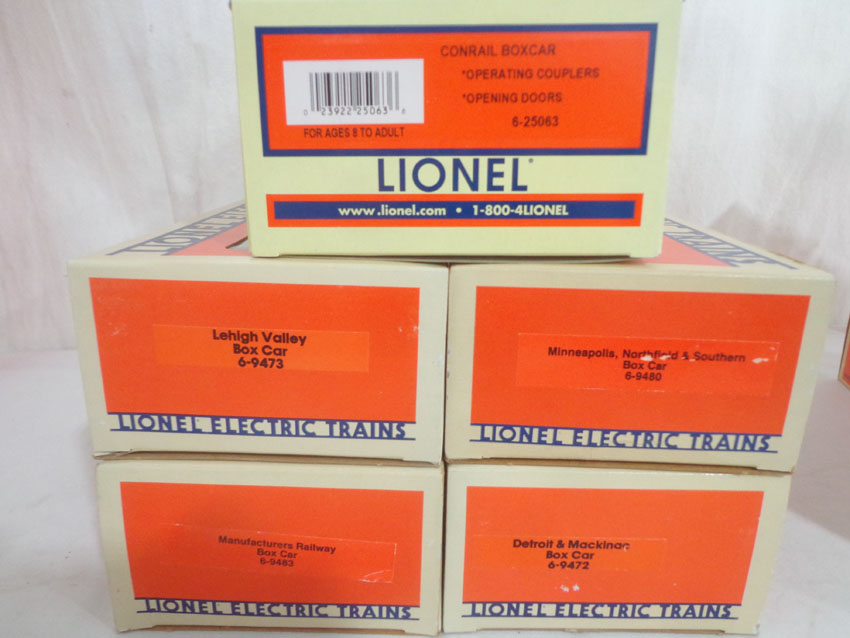 CONRAIL BOXCAR
*OPERATING COUPLERS
*OPENING DOORS
6-25063
0 23922 25063 6
FOR AGES 8 TO ADULT
LIONEL®
www.lionel.com • 1-800-4LIONEL
TRAINS
Lehigh Valley
Box Car
6-9473
LIONEL ELECTRIC TRAINS
Minneapolis, Northfield & Southern
Box Car
6-9480
LIONEL ELECTRIC TRAINS
Manufacturers Railway
Box Car
6-9483
LIONEL ELECTRIC TRAINS
Detroit & Mackinac
Box Car
6-9472
LIONEL ELECTRIC TRAINS